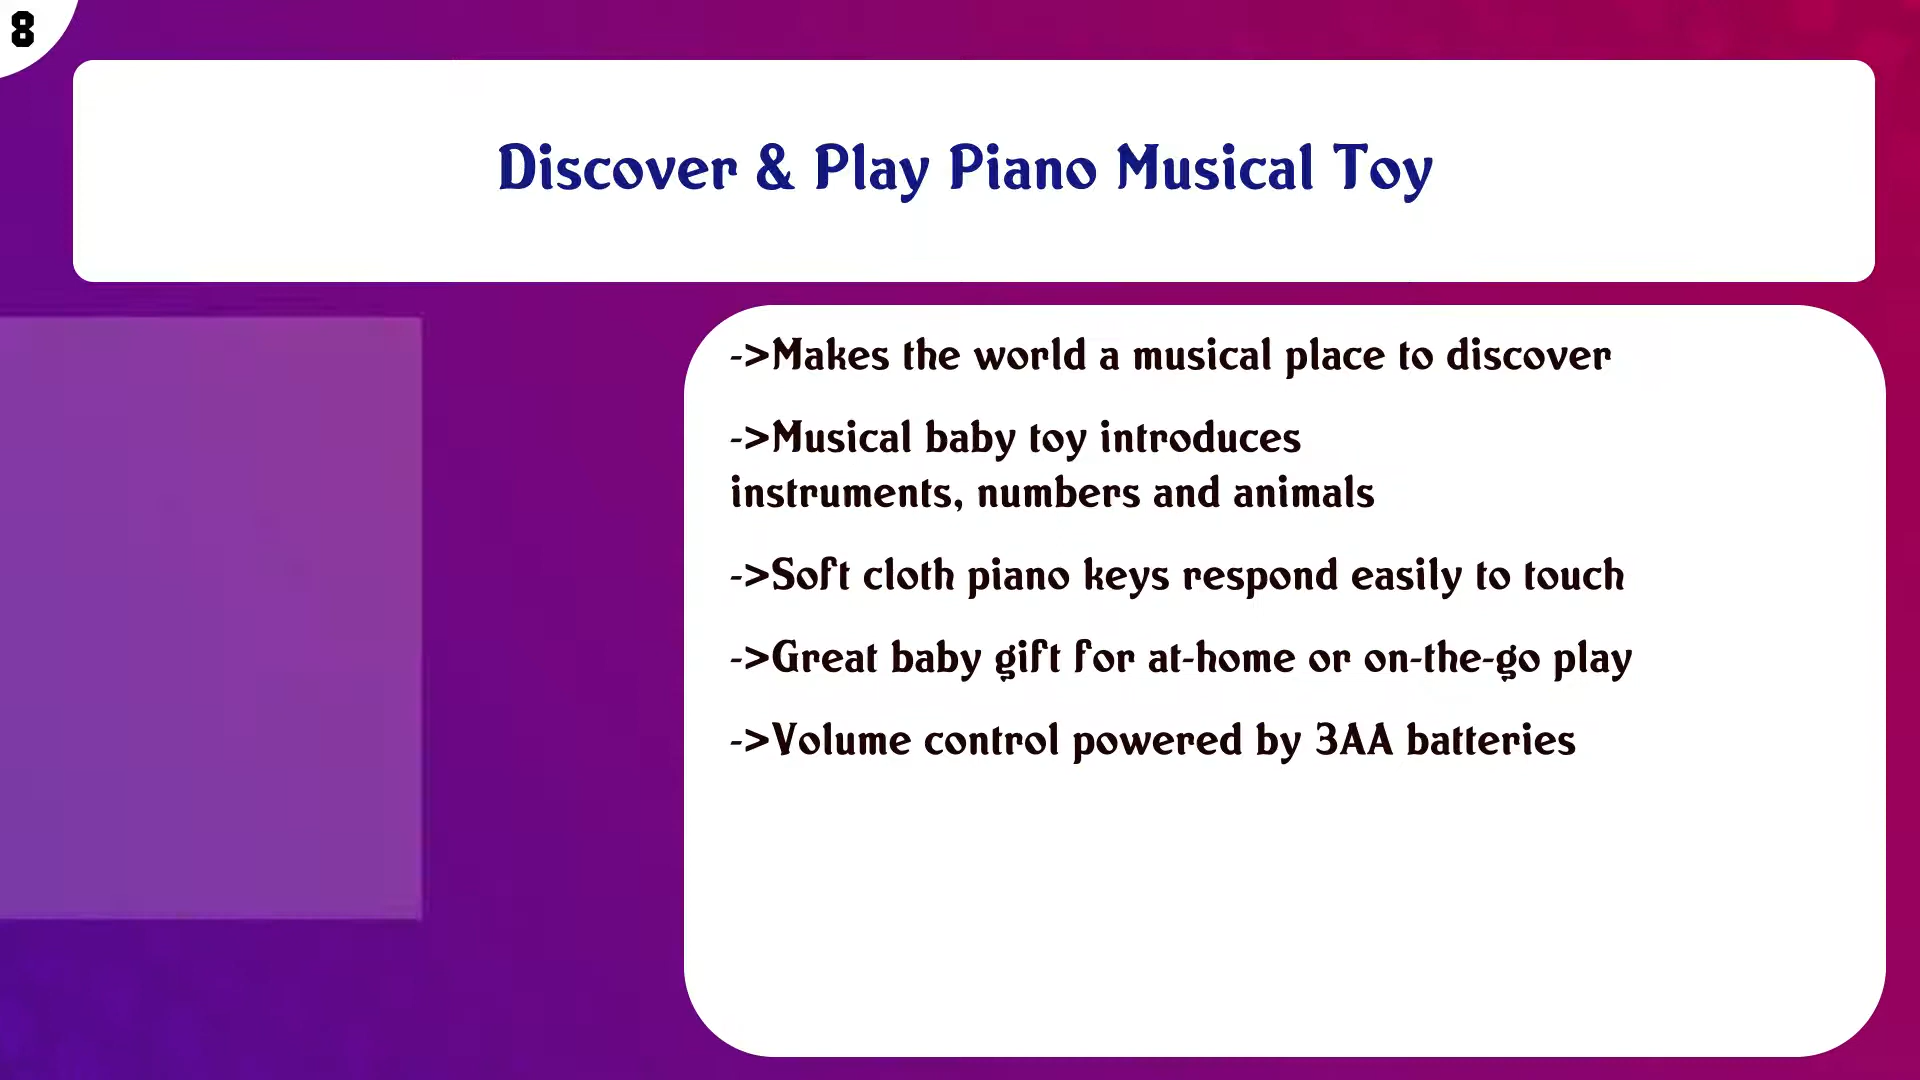 8
Discover & Play Piano Musical Toy
->Makes the world a musical place to discover
->Musical baby toy introduces
instruments, numbers and animals
->Soft cloth piano keys respond easily to touch
->Great baby gift for at-home or on-the-go play
->Volume control powered by 3AA batteries